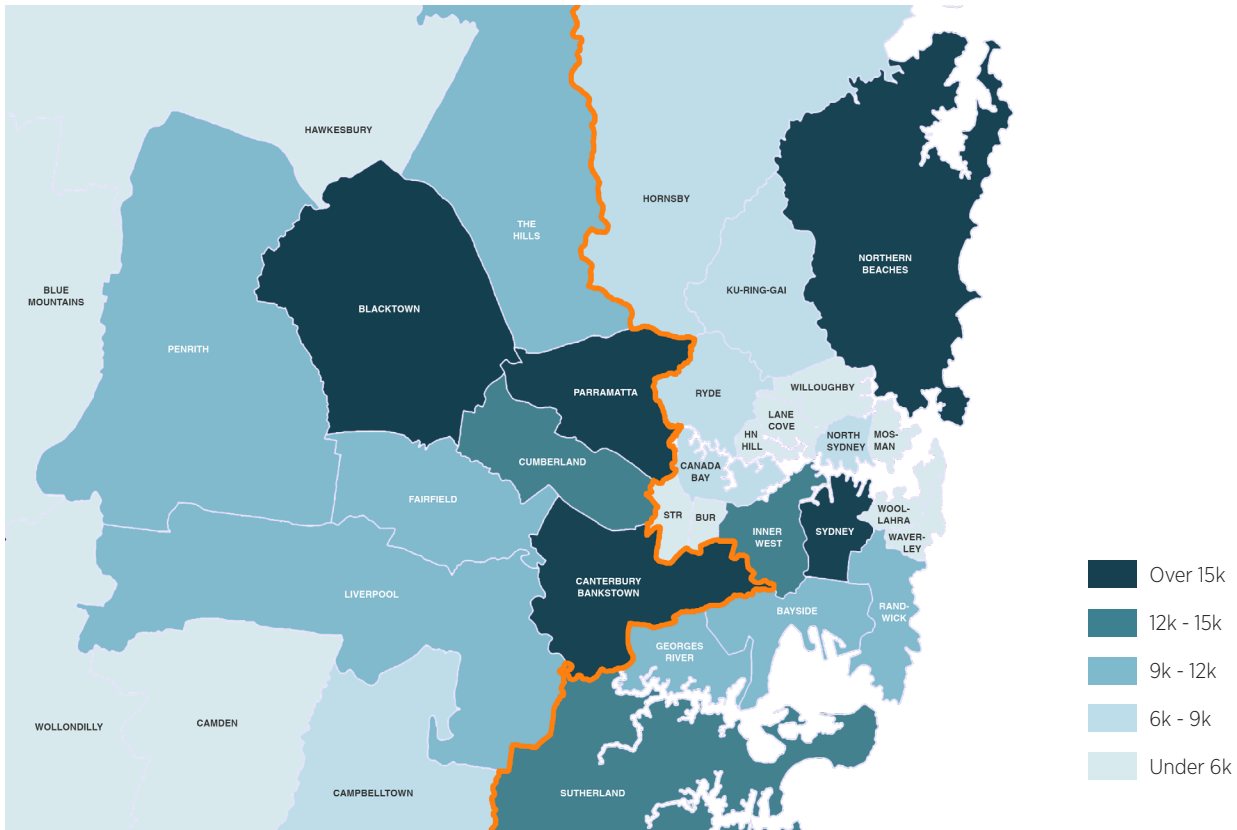 HAWKESBURY
HORNSBY
THE
HILLS
NORTHERN
BEACHES
BLUE
MOUNTAINS
KU-RING-GAI
BLACKTOWN
PENRITH
WILLOUGHBY
PARRAMATTA
RYDE
LANE
COVE
HN
HILL
NORTH
SYDNEY
MOS-
MAN
CUMBERLAND
CANADA
BAY
FAIRFIELD
STR
BUR
INNER
WEST
SYDNEY
WOOL-
LAHRA
WAVER-
LEY
CANTERBURY
BANKSTOWN
LIVERPOOL
BAYSIDE
RAND-
WICK
GEORGES
RIVER
WOLLONDILLY
CAMDEN
CAMPBELLTOWN
SUTHERLAND
Over 15k
12k - 15k
9k - 12k
6k - 9k
Under 6k